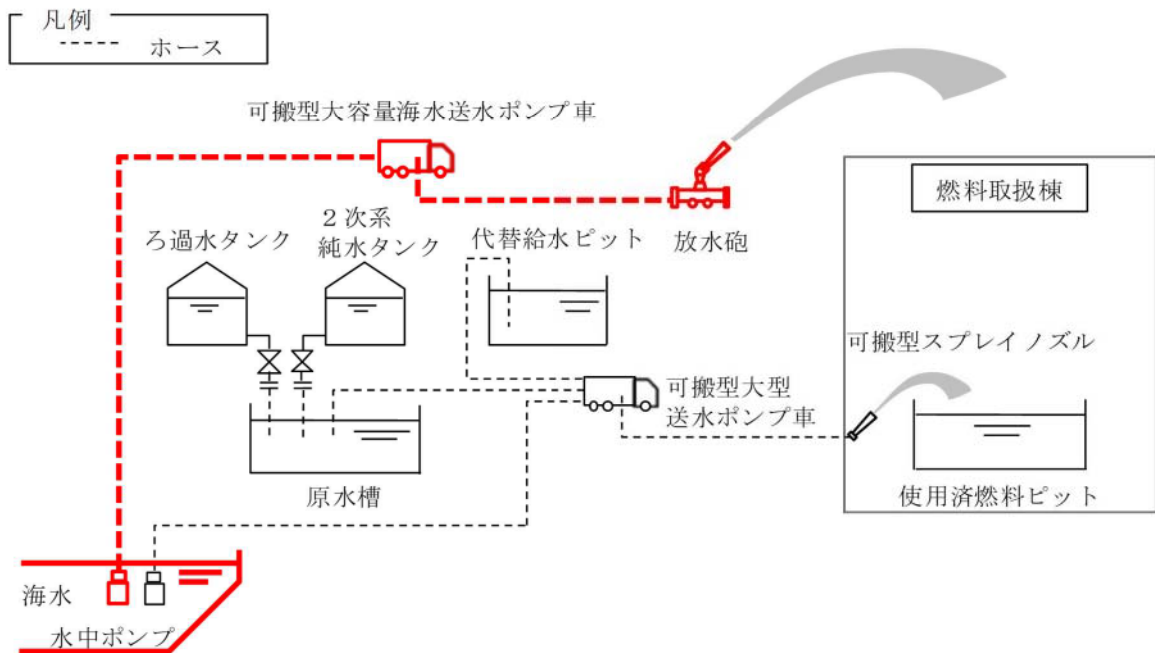 凡例
ホース
可搬型大容量海水送水ポンプ車
燃料取扱棟
放水砲
ろ過水タンク
2次系
純水タンク
代替給水ピット
可搬型スプレイノズル
可搬型大型
送水ポンプ車
原水槽
使用済燃料ピット
海水
水中ポンプ